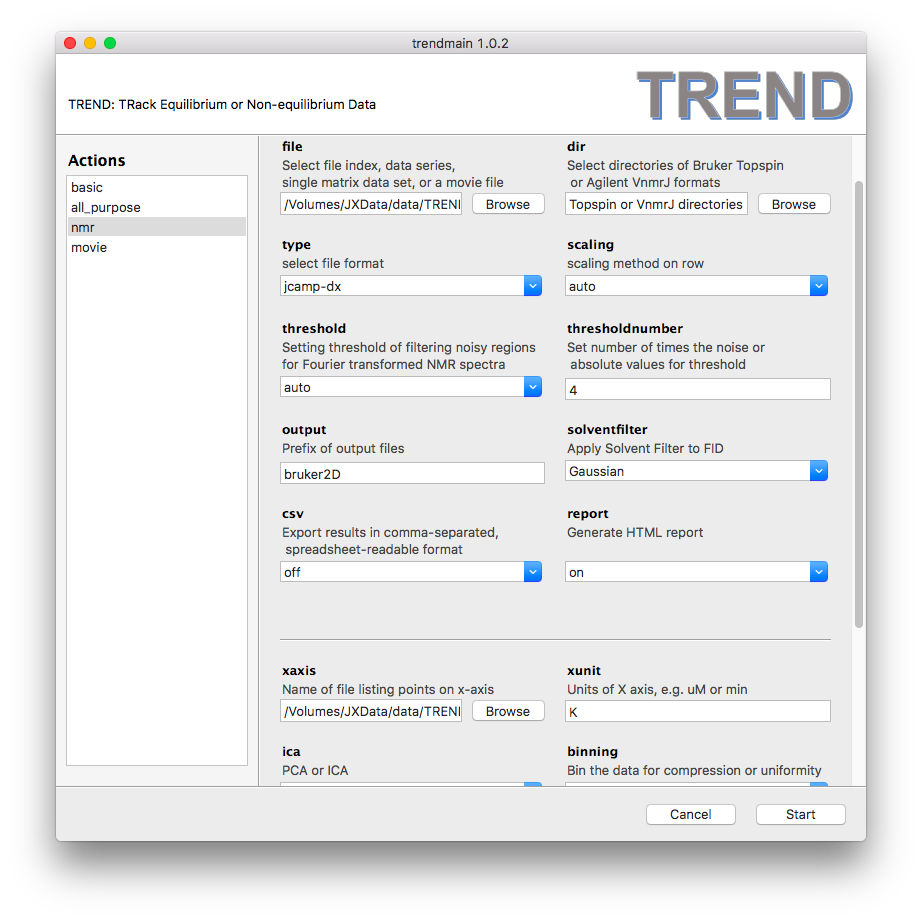 trendmain 1.0.2
TREND: TRack Equilibrium or Non-equilibrium Data
TREND
Actions
basic
all_purpose
nmr
movie
file
Select file index, data series,
single matrix data set, or a movie file
/Volumes/JXData/data/TREN
Browse
dir
Select directories of Bruker Topspin
or Agilent VnmrJ formats
Topspin or VnmrJ directories
Browse
type
select file format
jcamp-dx
scaling
scaling method on row
auto
threshold
Setting threshold of filtering noisy regions
for Fourier transformed NMR spectra
auto
thresholdnumber
Set number of times the noise or
absolute values for threshold
4
output
Prefix of output files
bruker2D
solventfilter
Apply Solvent Filter to FID
Gaussian
csv
Export results in comma-separated,
spreadsheet-readable format
off
report
Generate HTML report
on
xaxis
Name of file listing points on x-axis
/Volumes/JXData/data/TREN
Browse
xunit
Units of X axis, e.g. uM or min
K
ica
PCA or ICA
binning
Bin the data for compression or uniformity
Cancel
Start